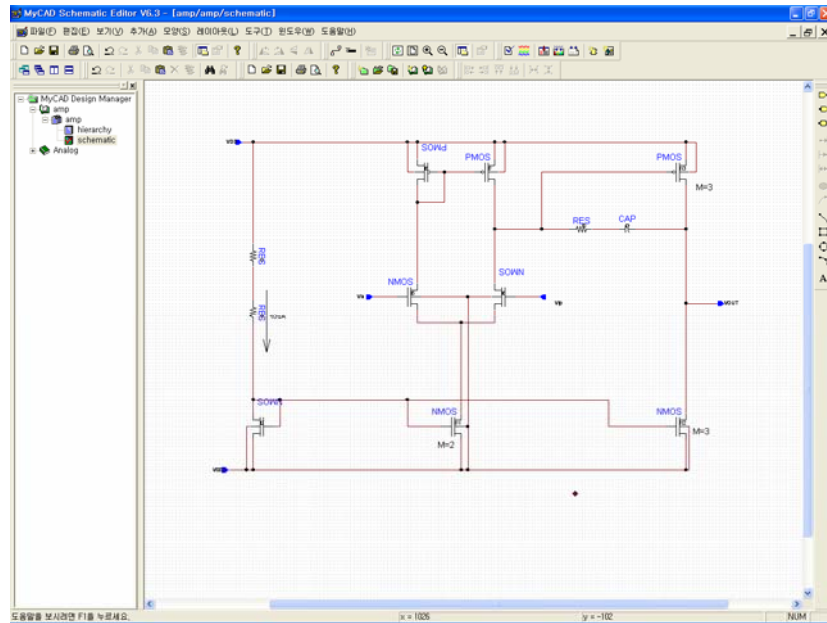 MyCAD Schematic Editor V6.3 - [amp/amp/schematic]
파일(F) 편집(E) 보기(V) 추가(A) 모양(S) 레이아웃(L) 도구(T) 윈도우(W) 도움말(H)
MyCAD Design Manager
amp
amp
hierarchy
schematic
Analog
PMOS
PMOS
PMOS
M=3
RES
CAP
RES
NMOS
NMOS
Vp
VOUT
RES
NMOS
NMOS
NMOS
M=2
M=3
A
도움말을 보시려면 F1을 누르세요.
x = 1026
y = -102
NUM